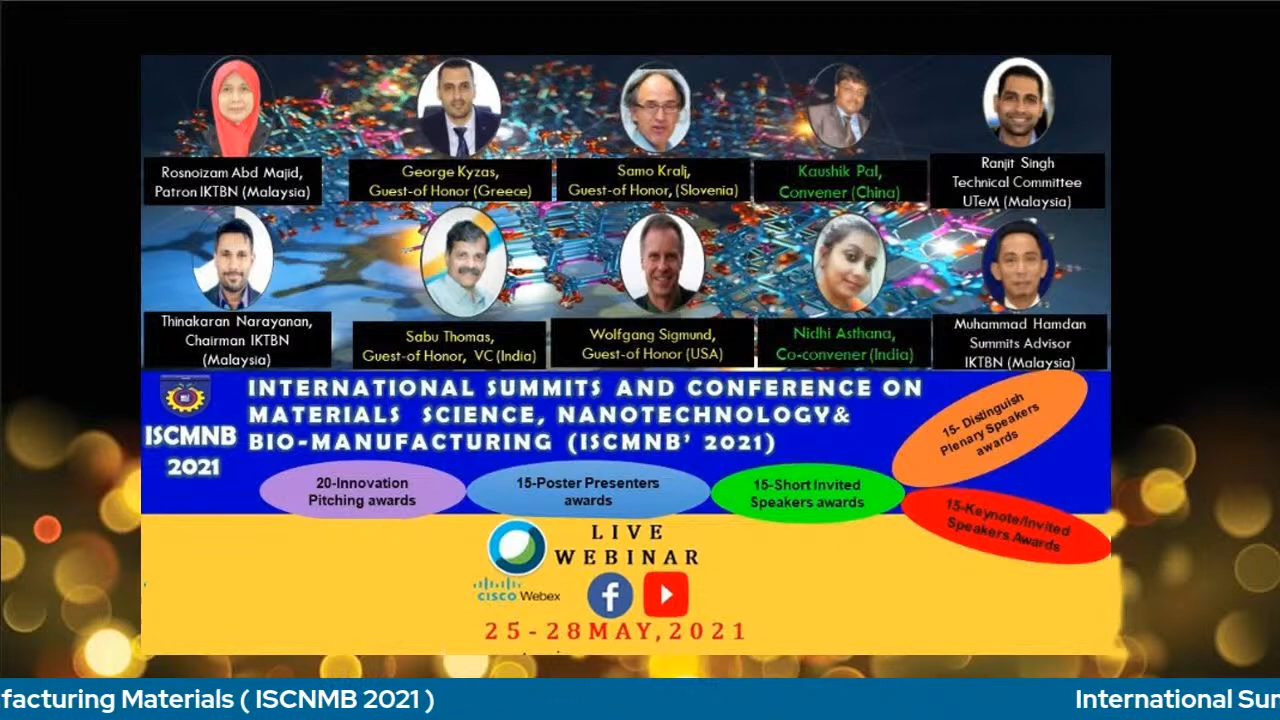 Rosnoizam Abd Majid,
Patron IKTBN (Malaysia)
George Kyzas,
Guest-of Honor (Greece)
Samo Kralj,
Guest-of Honor, (Slovenia)
Kaushik Pal,
Convener (China)
Ranjit Singh
Technical Committee
UTeM (Malaysia)
Thinakaran Narayanan,
Chairman IKTBN
(Malaysia)
Sabu Thomas,
Guest-of Honor, VC (India)
Wolfgang Sigmund,
Guest-of Honor (USA)
Nidhi Asthana,
Co-convener (India)
Muhammad Hamdan
Summits Advisor
IKTBN (Malaysia)
ISCMNB
2021
INTERNATIONAL SUMMITS AND CONFERENCE ON
MATERIALS SCIENCE, NANOTECHNOLOGY&
BIO-MANUFACTURING (ISCMNB' 2021)
15- Distinguish
Plenary Speakers
awards
20-Innovation
Pitching awards
15-Poster Presenters
awards
15-Short Invited
Speakers awards
15-Keynote/Invited
Speakers Awards
LIVE
WEBINAR
CISCO Webex
25-28MAY,2021
facturing Materials ( ISCNMB 2021 )
International Sum